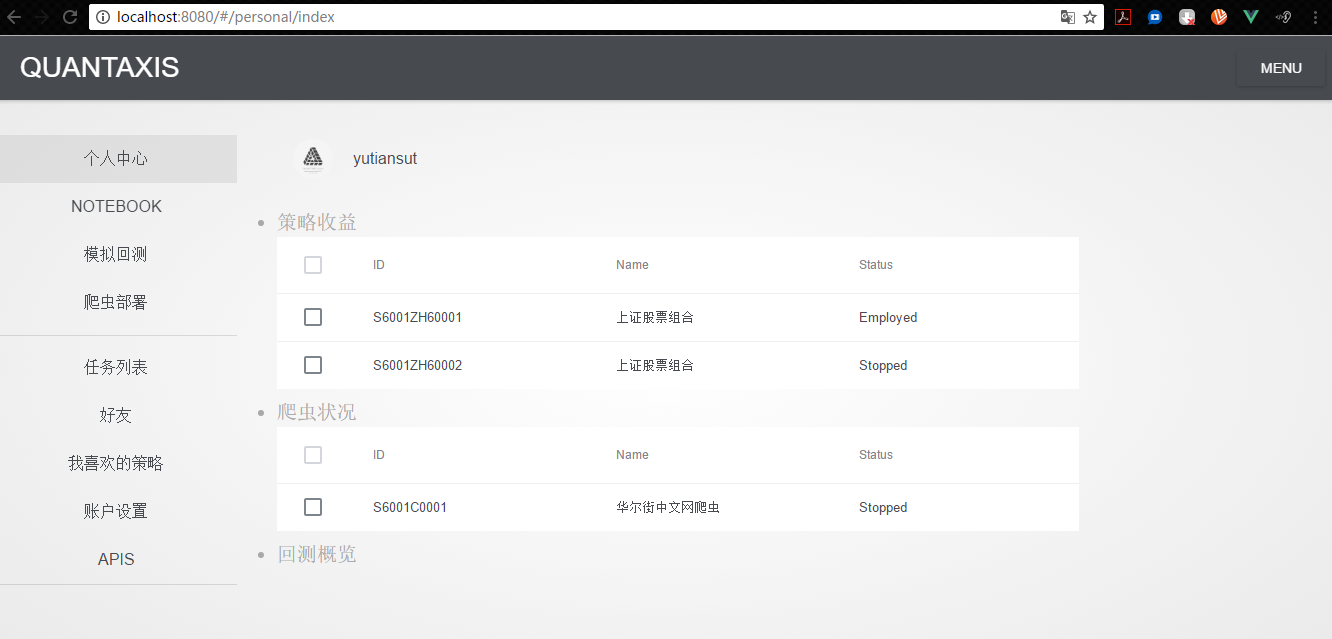 localhost:8080/#/personal/index
QUANTAXIS
MENU
个人中心
NOTEBOOK
模拟回测
爬虫部署
任务列表
好友
我喜欢的策略
账户设置
APIS
yutiansut
策略收益
ID Name Status
S6001ZH60001 上证股票组合 Employed
S6001ZH60002 上证股票组合 Stopped
爬虫状况
ID Name Status
S6001C0001 华尔街中文网爬虫 Stopped
回测概览